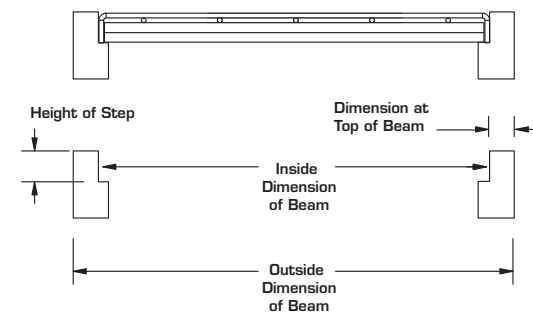 Height of Step
Dimension at
Top of Beam
Inside
Dimension
of Beam
Outside
Dimension
of Beam